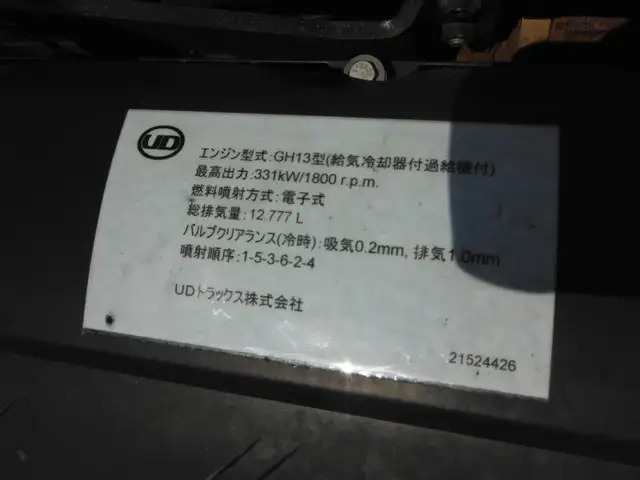 UD
エンジン型式:GH13型(給気冷却器付過給機付)
最高出力:331kW/1800 r.p.m.
燃料噴射方式:電子式
総排気量:12.777 L
バルブクリアランス(冷時):吸気0.2mm, 排気1.0mm
噴射順序:1-5-3-6-2-4
UDトラックス株式会社
21524426